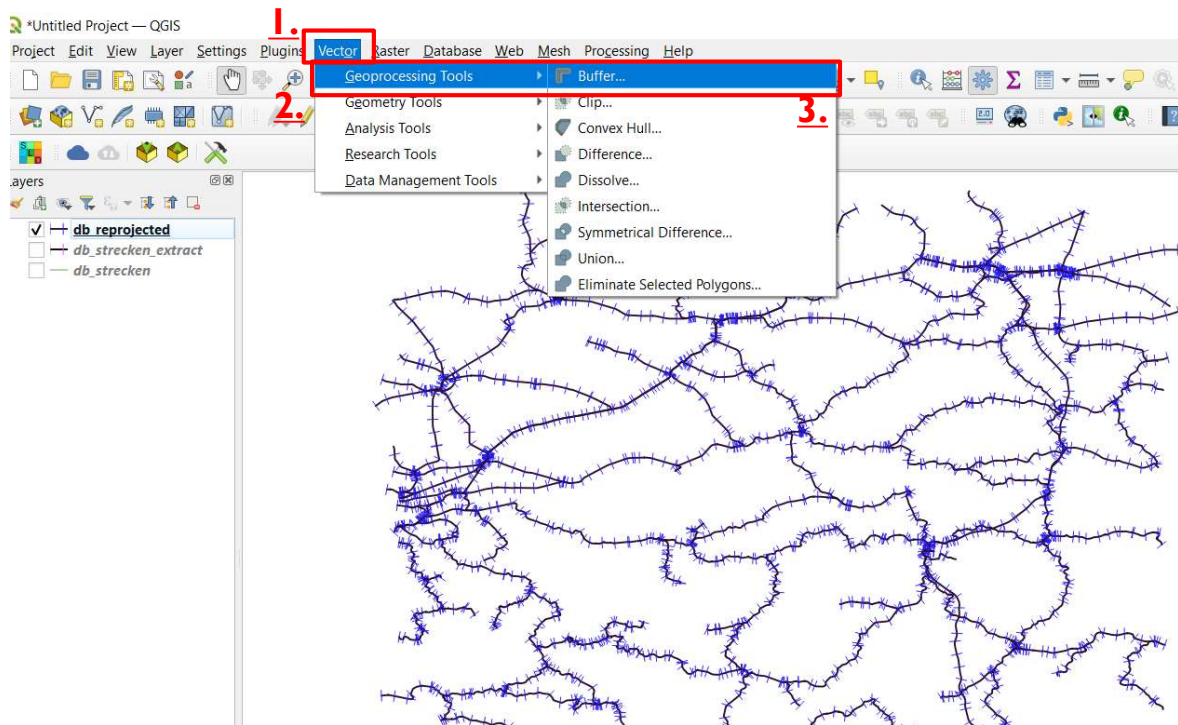 *Untitled Project — QGIS
1.
Project Edit View Layer Settings Plugins Vector Raster Database Web Mesh Processing Help
Geoprocessing Tools
Buffer...
2.
Geometry Tools
Clip...
3.
Analysis Tools
Convex Hull...
Research Tools
Difference...
Data Management Tools
Dissolve...
Intersection...
Symmetrical Difference...
Union...
Eliminate Selected Polygons...
ayers
db_reprojected
db_strecken_extract
db_strecken